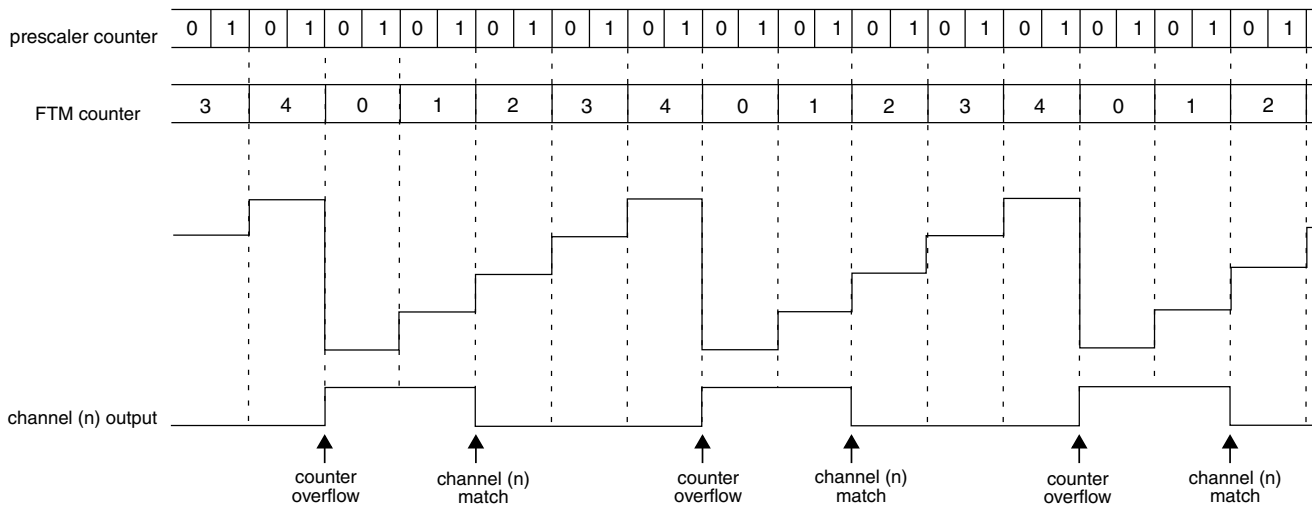 prescaler counter 0 1 0 1 0 1 0 1 0 1 0 1 0 1 0 1 0 1 0 1 0 1 0 1 0 1 0 1 0 1
FTM counter 3 4 0 1 2 3 4 0 1 2 3 4 0 1 2
channel (n) output
counter overflow
channel (n) match
counter overflow
channel (n) match
counter overflow
channel (n) match